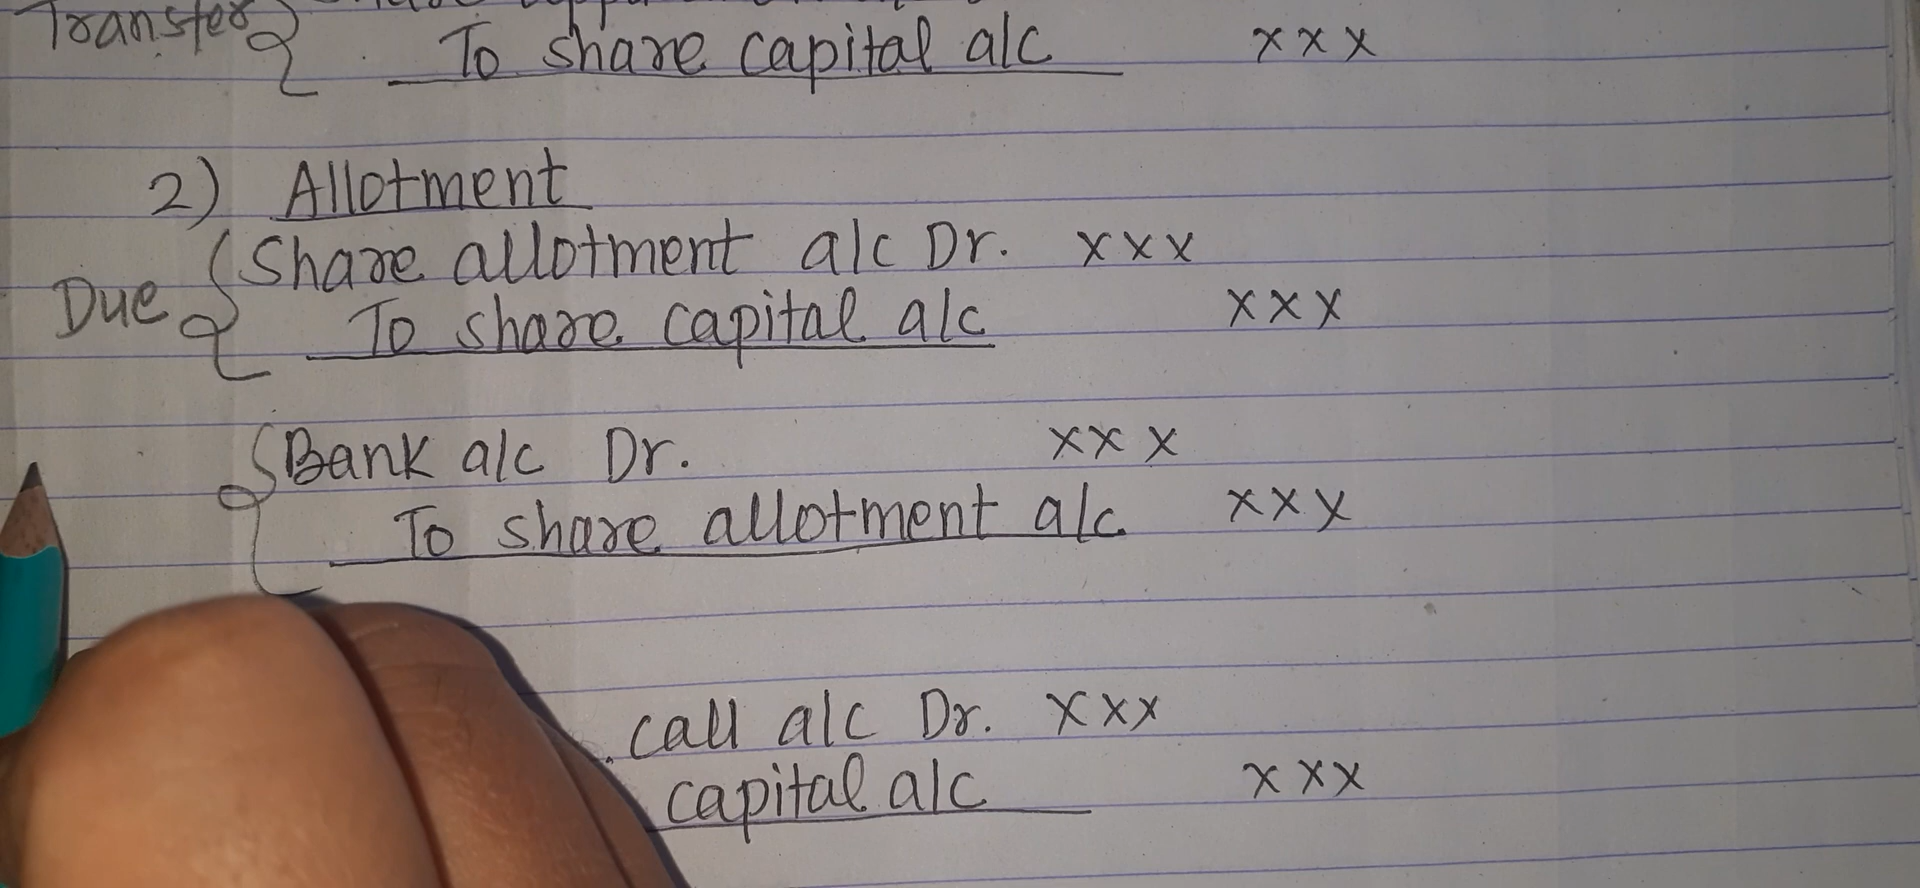 Transfer
To share capital a/c xxx
2) Allotment
Share allotment a/c Dr. xxx
Due
To share capital a/c xxx
Bank a/c Dr. xxx
To share allotment a/c xxx
call a/c Dr. xxx
capital a/c xxx